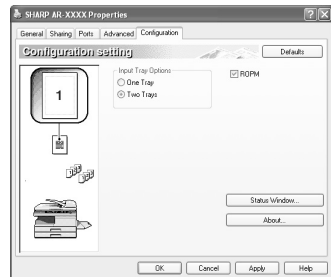 SHARP AR-XXXX Properties
General Sharing Ports Advanced Configuration
Configuration setting
Defaults
Input Tray Options
One Tray
Two Trays
ROPM
1
Status Window...
About...
OK Cancel Apply Help